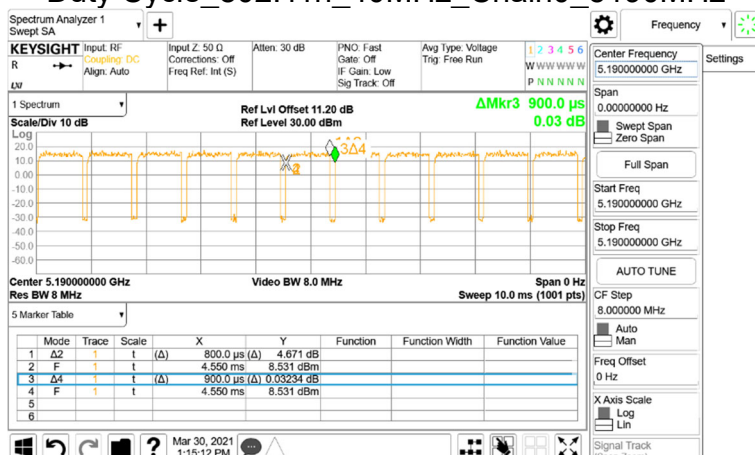 Spectrum Analyzer 1
Swept SA
Frequency
KEYSIGHT
R
LXI
Input: RF
Coupling: DC
Align: Auto
Input Z: 50 Ω
Corrections: Off
Freq Ref: Int (S)
Atten: 30 dB
PNO: Fast
Gate: Off
IF Gain: Low
Sig Track: Off
Avg Type: Voltage
Trig: Free Run
1 2 3 4 5 6
W W W W W W
P N N N N N
Center Frequency
5.190000000 GHz
Settings
Span
0.00000000 Hz
Swept Span
Zero Span
Full Span
Start Freq
5.190000000 GHz
Stop Freq
5.190000000 GHz
AUTO TUNE
CF Step
8.000000 MHz
Auto
Man
Freq Offset
0 Hz
X Axis Scale
Log
Lin
Signal Track
1 Spectrum
Scale/Div 10 dB
Ref Lvl Offset 11.20 dB
Ref Level 30.00 dBm
ΔMkr3 900.0 µs
0.03 dB
Log
20.0
10.0
0.00
-10.0
-20.0
-30.0
-40.0
-50.0
-60.0
3Δ4
Center 5.190000000 GHz
Res BW 8 MHz
Video BW 8.0 MHz
Span 0 Hz
Sweep 10.0 ms (1001 pts)
5 Marker Table
Mode Trace Scale X Y Function Function Width Function Value
1 Δ2 1 t (Δ) 800.0 µs (Δ) 4.671 dB
2 F 1 t 4.550 ms 8.531 dBm
3 Δ4 1 t (Δ) 900.0 µs (Δ) 0.03234 dB
4 F 1 t 4.550 ms 8.531 dBm
5
6
Mar 30, 2021
1:15:12 PM